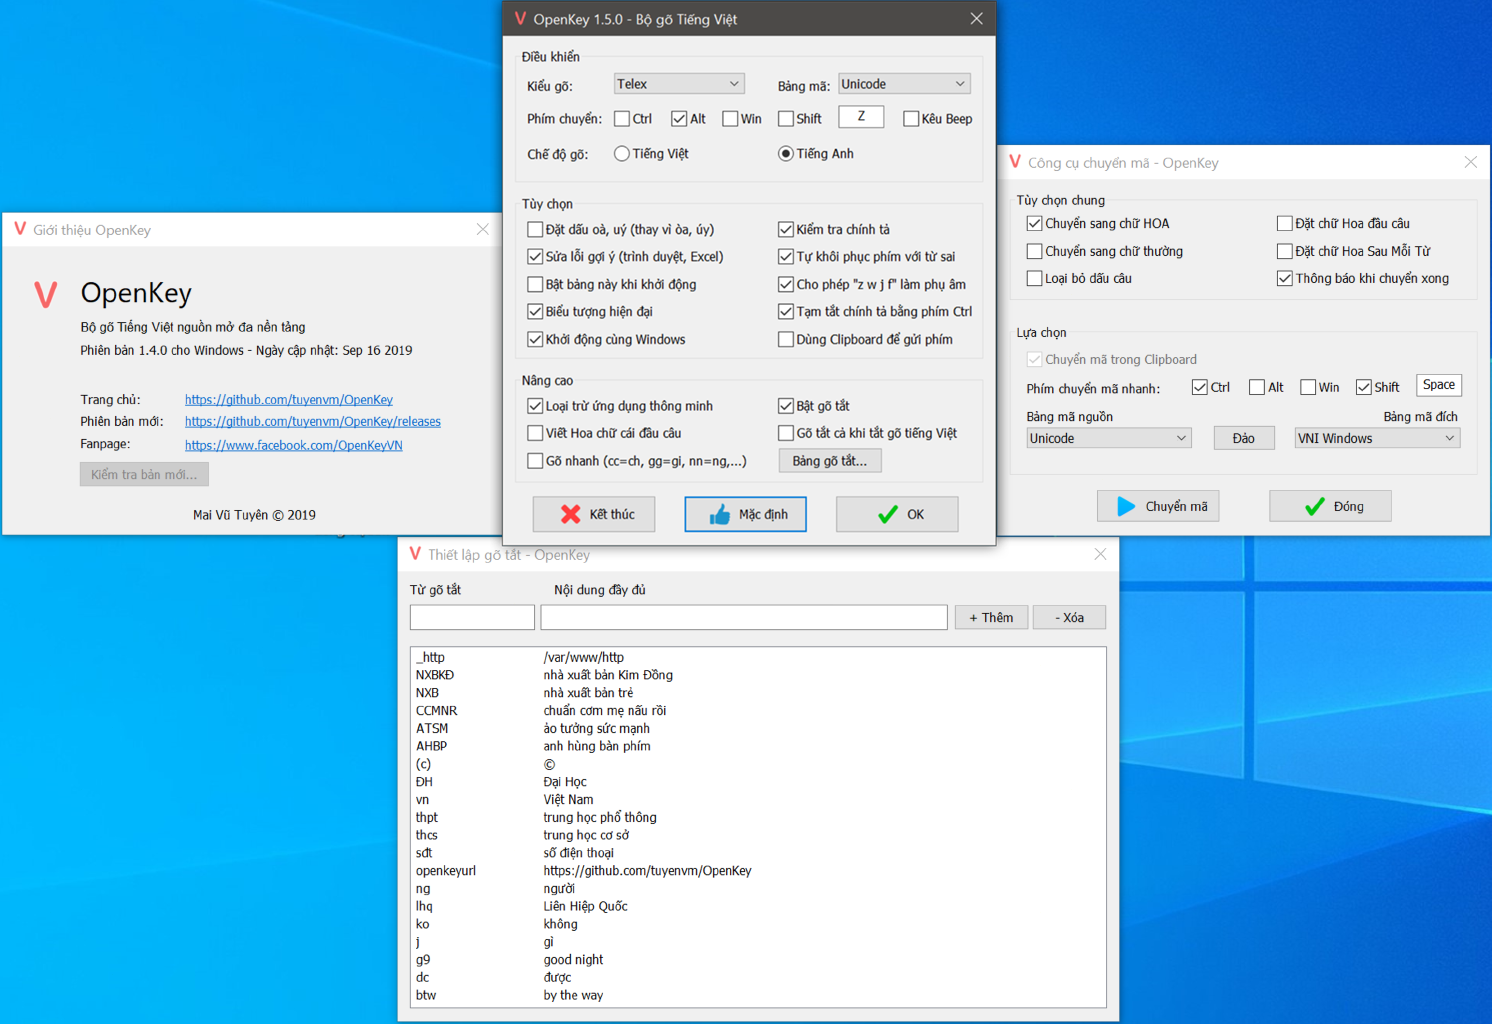 OpenKey 1.5.0 - Bộ gõ Tiếng Việt
Điều khiển
Kiểu gõ: Telex Bảng mã: Unicode
Phím chuyển: Ctrl Alt Win Shift Z Kêu Beep
Chế độ gõ: Tiếng Việt Tiếng Anh
Tùy chọn
Đặt dấu oà, uý (thay vì òa, úy) Kiểm tra chính tả
Sửa lỗi gợi ý (trình duyệt, Excel) Tự khôi phục phím với từ sai
Bật bảng này khi khởi động Cho phép "z w j f" làm phụ âm
Biểu tượng hiện đại Tạm tắt chính tả bằng phím Ctrl
Khởi động cùng Windows Dùng Clipboard để gửi phím
Nâng cao
Loại trừ ứng dụng thông minh Bật gõ tắt
Viết Hoa chữ cái đầu câu Gõ tắt cả khi tắt gõ tiếng Việt
Gõ nhanh (cc=ch, gg=gi, nn=ng,...) Bảng gõ tắt...
Kết thúc Mặc định OK
Giới thiệu OpenKey
OpenKey
Bộ gõ Tiếng Việt nguồn mở đa nền tảng
Phiên bản 1.4.0 cho Windows - Ngày cập nhật: Sep 16 2019
Trang chủ: https://github.com/tuyenvm/OpenKey
Phiên bản mới: https://github.com/tuyenvm/OpenKey/releases
Fanpage: https://www.facebook.com/OpenKeyVN
Kiểm tra bản mới...
Mai Vũ Tuyên © 2019
Công cụ chuyển mã - OpenKey
Tùy chọn chung
Chuyển sang chữ HOA Đặt chữ Hoa đầu câu
Chuyển sang chữ thường Đặt chữ Hoa Sau Mỗi Từ
Loại bỏ dấu câu Thông báo khi chuyển xong
Lựa chọn
Chuyển mã trong Clipboard
Phím chuyển mã nhanh: Ctrl Alt Win Shift Space
Bảng mã nguồn Bảng mã đích
Unicode Đảo VNI Windows
Chuyển mã Đóng
Thiết lập gõ tắt - OpenKey
Từ gõ tắt Nội dung đầy đủ
+ Thêm - Xóa
_http /var/www/http
NXBKĐ nhà xuất bản Kim Đồng
NXB nhà xuất bản trẻ
CCMNR chuẩn cơm mẹ nấu rồi
ATSM ảo tưởng sức mạnh
AHBP anh hùng bàn phím
(c) ©
ĐH Đại Học
vn Việt Nam
thpt trung học phổ thông
thcs trung học cơ sở
sđt số điện thoại
openkeyurl https://github.com/tuyenvm/OpenKey
ng người
lhq Liên Hiệp Quốc
ko không
j gì
g9 good night
dc được
btw by the way